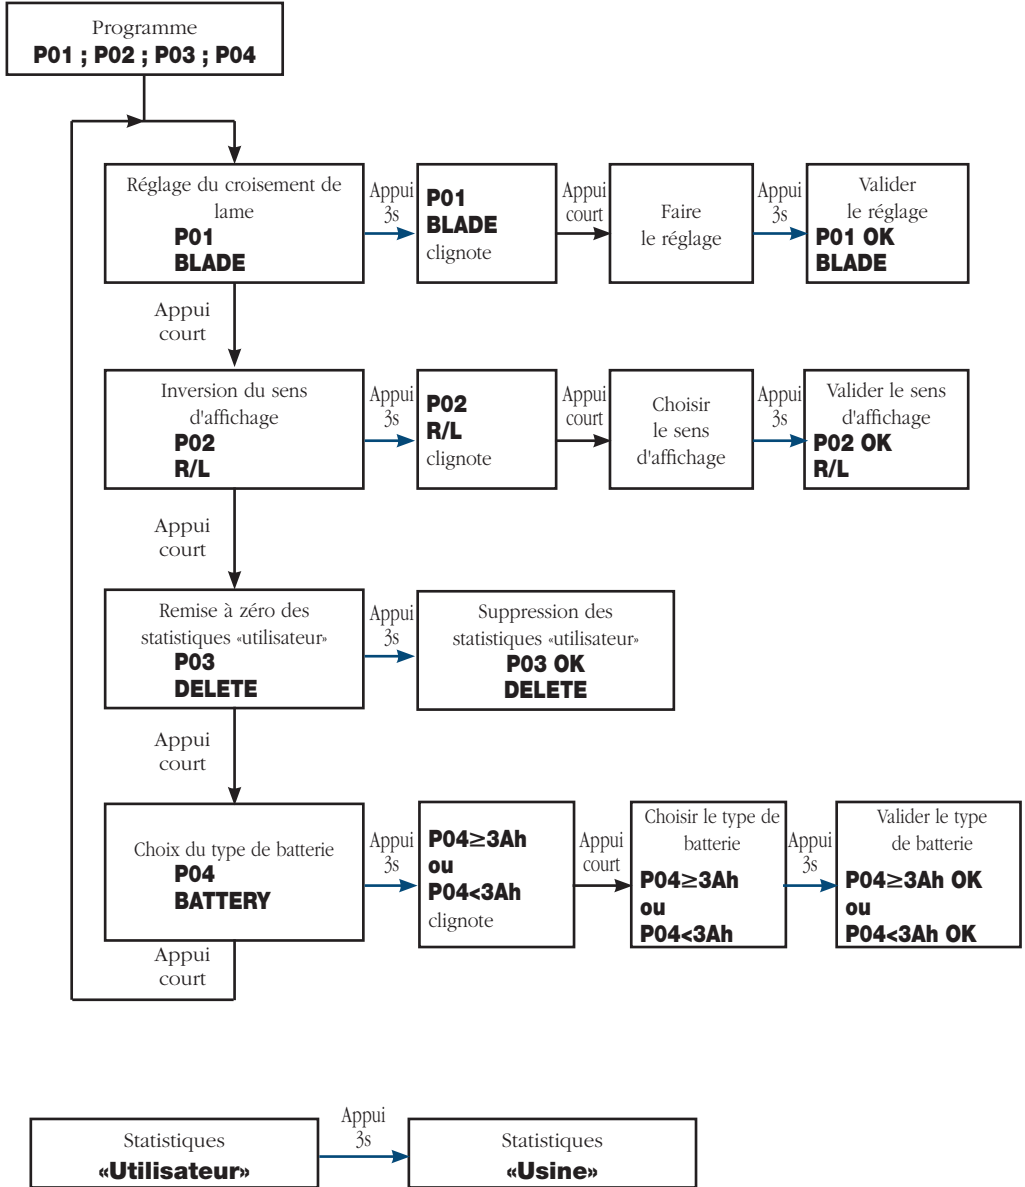 Programme
P01 ; P02 ; P03 ; P04
Réglage du croisement de
lame
P01
BLADE
Appui
3s
P01
BLADE
clignote
Appui
court
Faire
le réglage
Appui
3s
Valider
le réglage
P01 OK
BLADE
Appui
court
Inversion du sens
d'affichage
P02
R/L
Appui
3s
P02
R/L
clignote
Appui
court
Choisir
le sens
d'affichage
Appui
3s
Valider le sens
d'affichage
P02 OK
R/L
Appui
court
Remise à zéro des
statistiques «utilisateur»
P03
DELETE
Appui
3s
Suppression des
statistiques «utilisateur»
P03 OK
DELETE
Appui
court
Choix du type de batterie
P04
BATTERY
Appui
3s
P04≥3Ah
ou
P04<3Ah
clignote
Appui
court
Choisir le type de
batterie
P04≥3Ah
ou
P04<3Ah
Appui
3s
Valider le type
de batterie
P04≥3Ah OK
ou
P04<3Ah OK
Appui
court
Statistiques
«Utilisateur»
Appui
3s
Statistiques
«Usine»